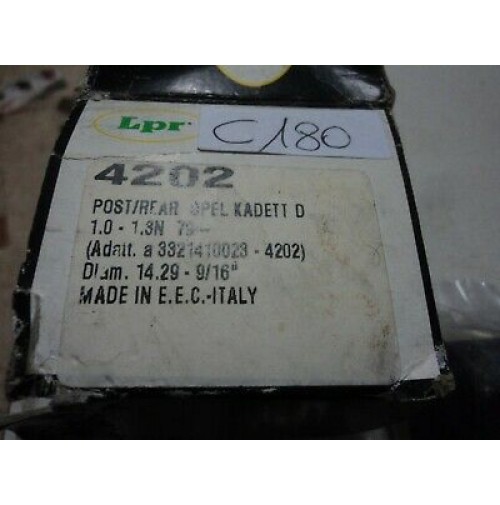 Lpr
C180
4202
POST/REAR OPEL KADETT D
1.0 - 1.3N 79→
(Adatt. a 3321410023 - 4202)
Diam. 14.29 - 9/16"
MADE IN E.E.C.-ITALY